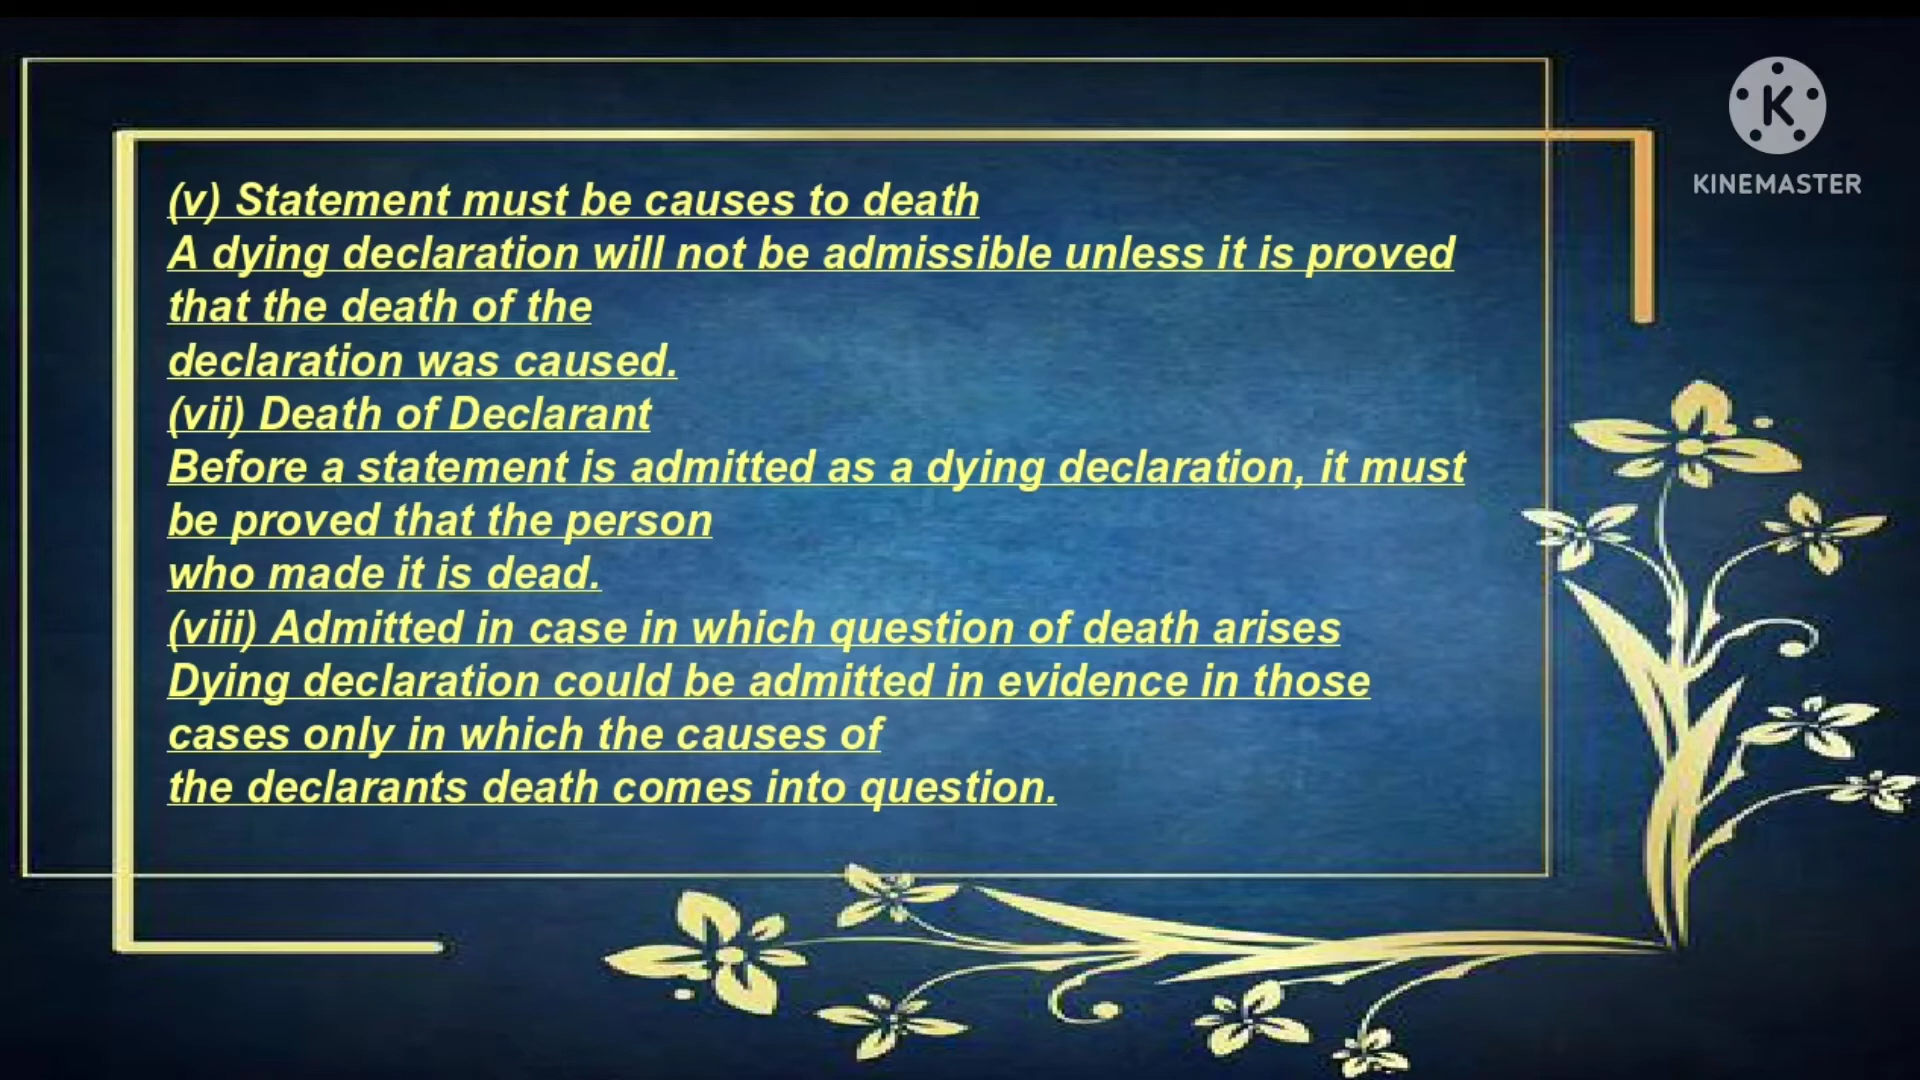 (v) Statement must be causes to death
A dying declaration will not be admissible unless it is proved
that the death of the
declaration was caused.
(vii) Death of Declarant
Before a statement is admitted as a dying declaration, it must
be proved that the person
who made it is dead.
(viii) Admitted in case in which question of death arises
Dying declaration could be admitted in evidence in those
cases only in which the causes of
the declarants death comes into question.
K
KINEMASTER